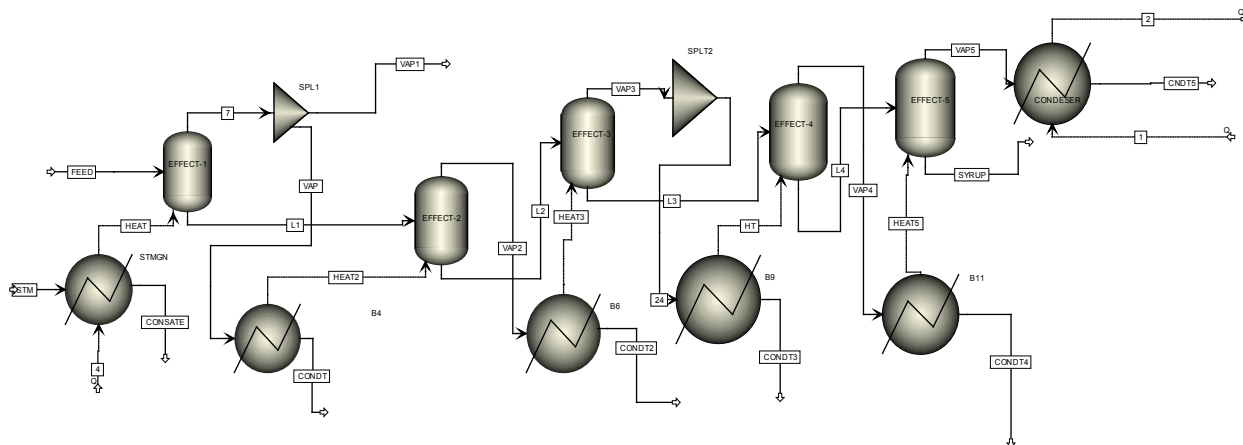 2
Q
VAP5
SPLT2
CONDESER
CNDT5
SPL1
VAP1
VAP3
EFFECT-5
7
EFFECT-4
EFFECT-3
1
Q
FEED
EFFECT-1
VAP
L4
SYRUP
VAP4
EFFECT-2
L2
L3
L1
HEAT3
HEAT5
HEAT
HT
VAP2
STMGN
HEAT2
B9
B11
STM
24
B6
B4
CONSATE
CONDT2
CONDT3
CONDT4
4
Q
CONDT